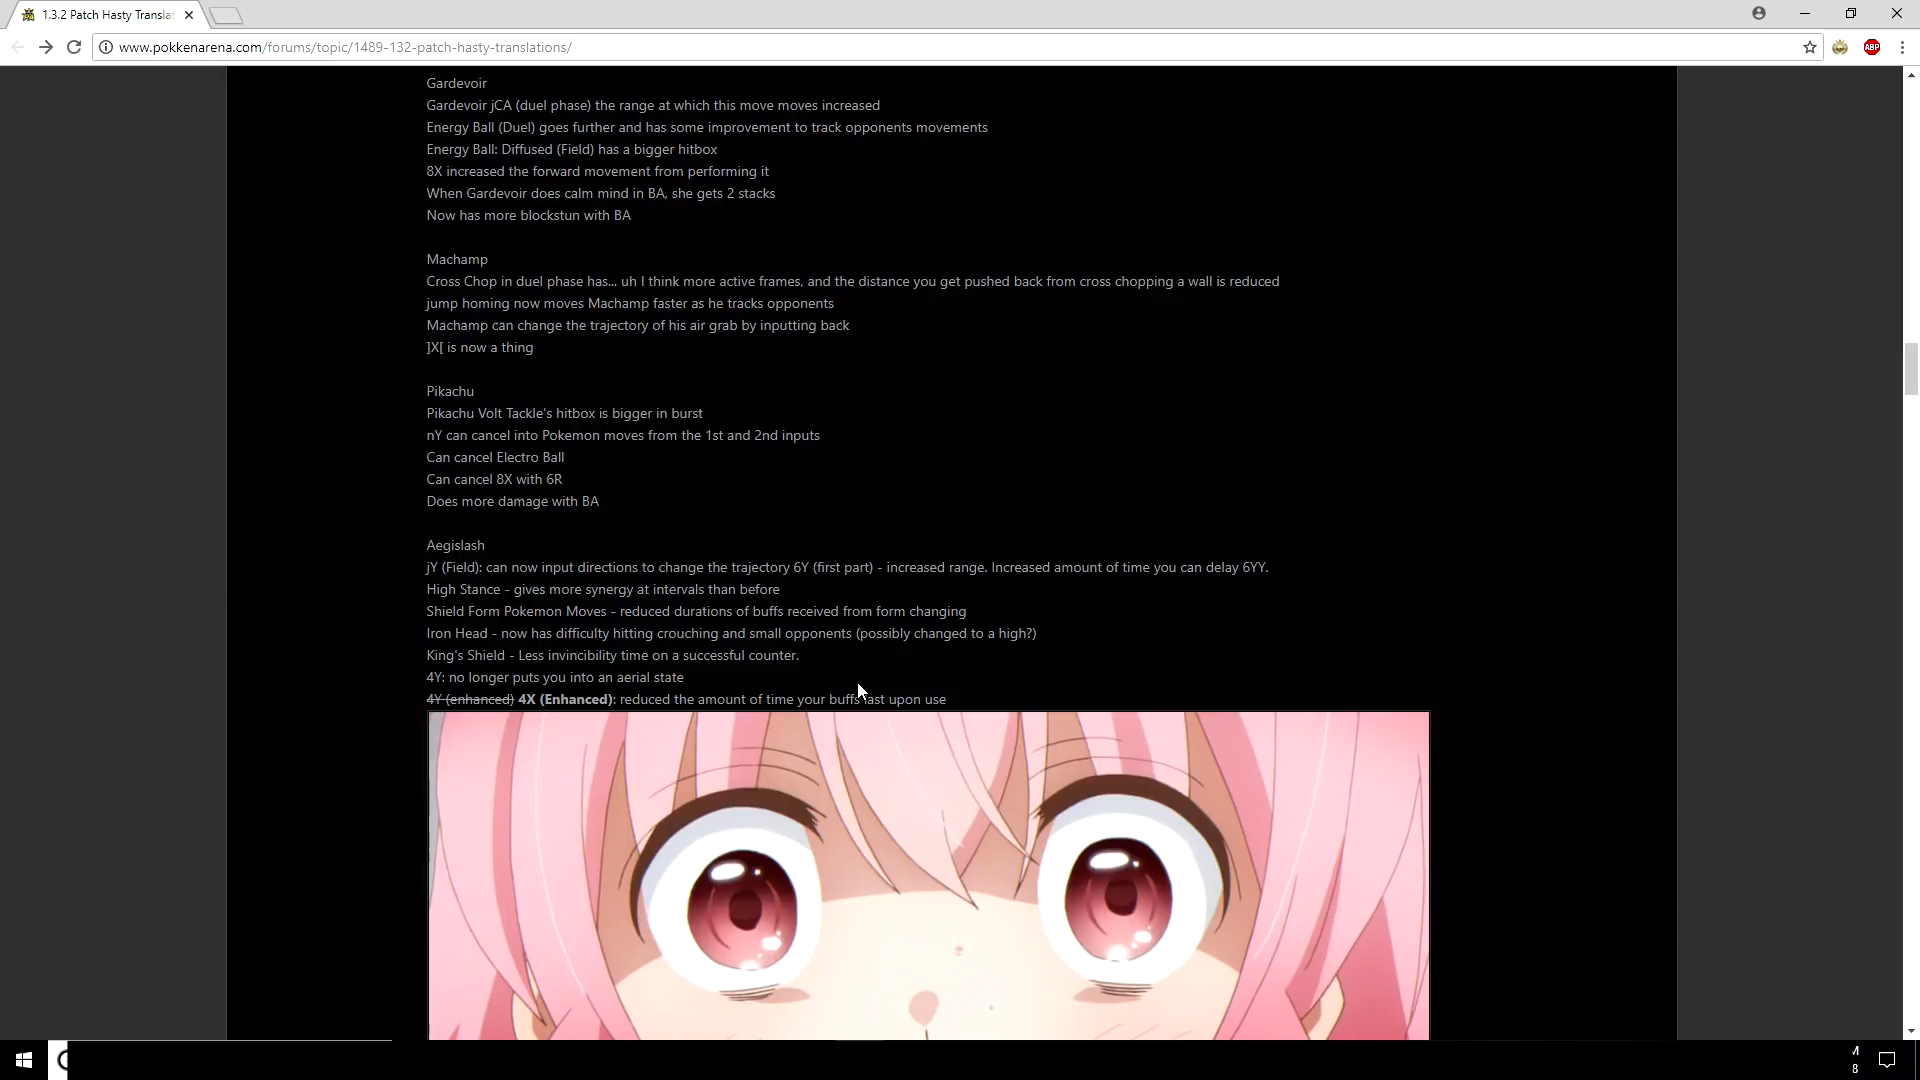 1.3.2 Patch Hasty Transla
www.pokkenarena.com/forums/topic/1489-132-patch-hasty-translations/
ABP
Gardevoir
Gardevoir jCA (duel phase) the range at which this move moves increased
Energy Ball (Duel) goes further and has some improvement to track opponents movements
Energy Ball: Diffused (Field) has a bigger hitbox
8X increased the forward movement from performing it
When Gardevoir does calm mind in BA, she gets 2 stacks
Now has more blockstun with BA
Machamp
Cross Chop in duel phase has... uh I think more active frames, and the distance you get pushed back from cross chopping a wall is reduced
jump homing now moves Machamp faster as he tracks opponents
Machamp can change the trajectory of his air grab by inputting back
]X[ is now a thing
Pikachu
Pikachu Volt Tackle's hitbox is bigger in burst
nY can cancel into Pokemon moves from the 1st and 2nd inputs
Can cancel Electro Ball
Can cancel 8X with 6R
Does more damage with BA
Aegislash
jY (Field): can now input directions to change the trajectory 6Y (first part) - increased range. Increased amount of time you can delay 6YY.
High Stance - gives more synergy at intervals than before
Shield Form Pokemon Moves - reduced durations of buffs received from form changing
Iron Head - now has difficulty hitting crouching and small opponents (possibly changed to a high?)
King's Shield - Less invincibility time on a successful counter.
4Y: no longer puts you into an aerial state
4Y (enhanced) 4X (Enhanced): reduced the amount of time your buffs last upon use
8